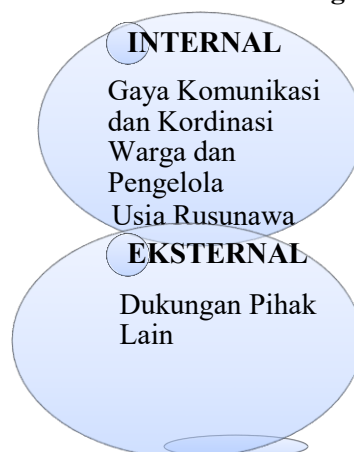 INTERNAL
Gaya Komunikasi
dan Kordinasi
Warga dan
Pengelola
Usia Rusunawa
EKSTERNAL
Dukungan Pihak
Lain